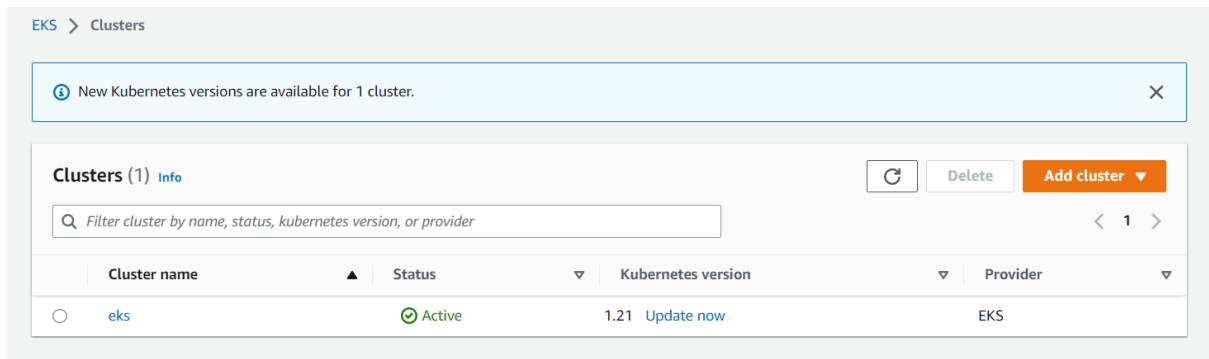 EKS > Clusters
New Kubernetes versions are available for 1 cluster.
Clusters (1) Info
Delete
Add cluster
Filter cluster by name, status, kubernetes version, or provider
1
Cluster name Status Kubernetes version Provider
eks Active 1.21 Update now EKS